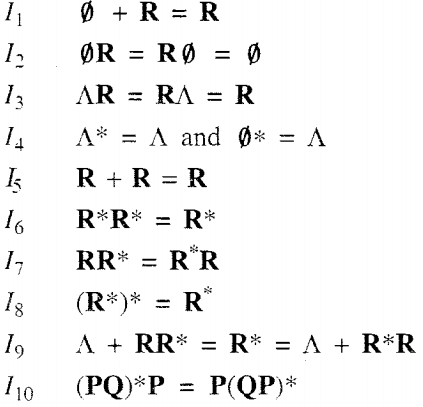 I₁ ∅ + R = R
I₂ ∅R = R∅ = ∅
I₃ ΛR = RΛ = R
I₄ Λ* = Λ and ∅* = Λ
I₅ R + R = R
I₆ R*R* = R*
I₇ RR* = R*R
I₈ (R*)* = R*
I₉ Λ + RR* = R* = Λ + R*R
I₁₀ (PQ)*P = P(QP)*